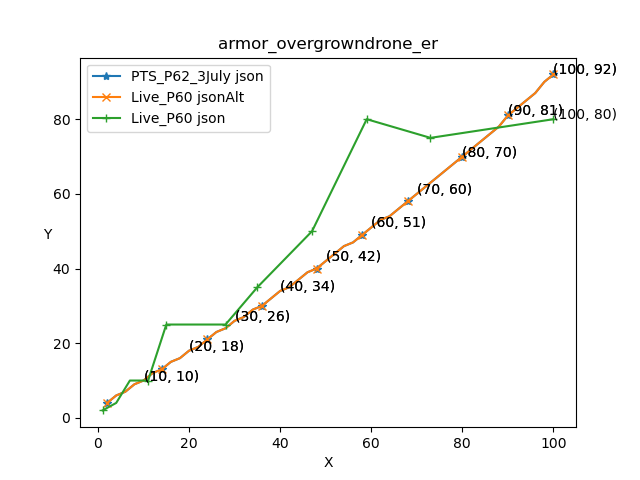 armor_overgrowndrone_er
PTS_P62_3July json
Live_P60 jsonAlt
Live_P60 json
(100, 92)
(90, 81)
(100, 80)
(80, 70)
(70, 60)
(60, 51)
(50, 42)
(40, 34)
(30, 26)
(20, 18)
(10, 10)
Y
80
60
40
20
0
0 20 40 60 80 100
X